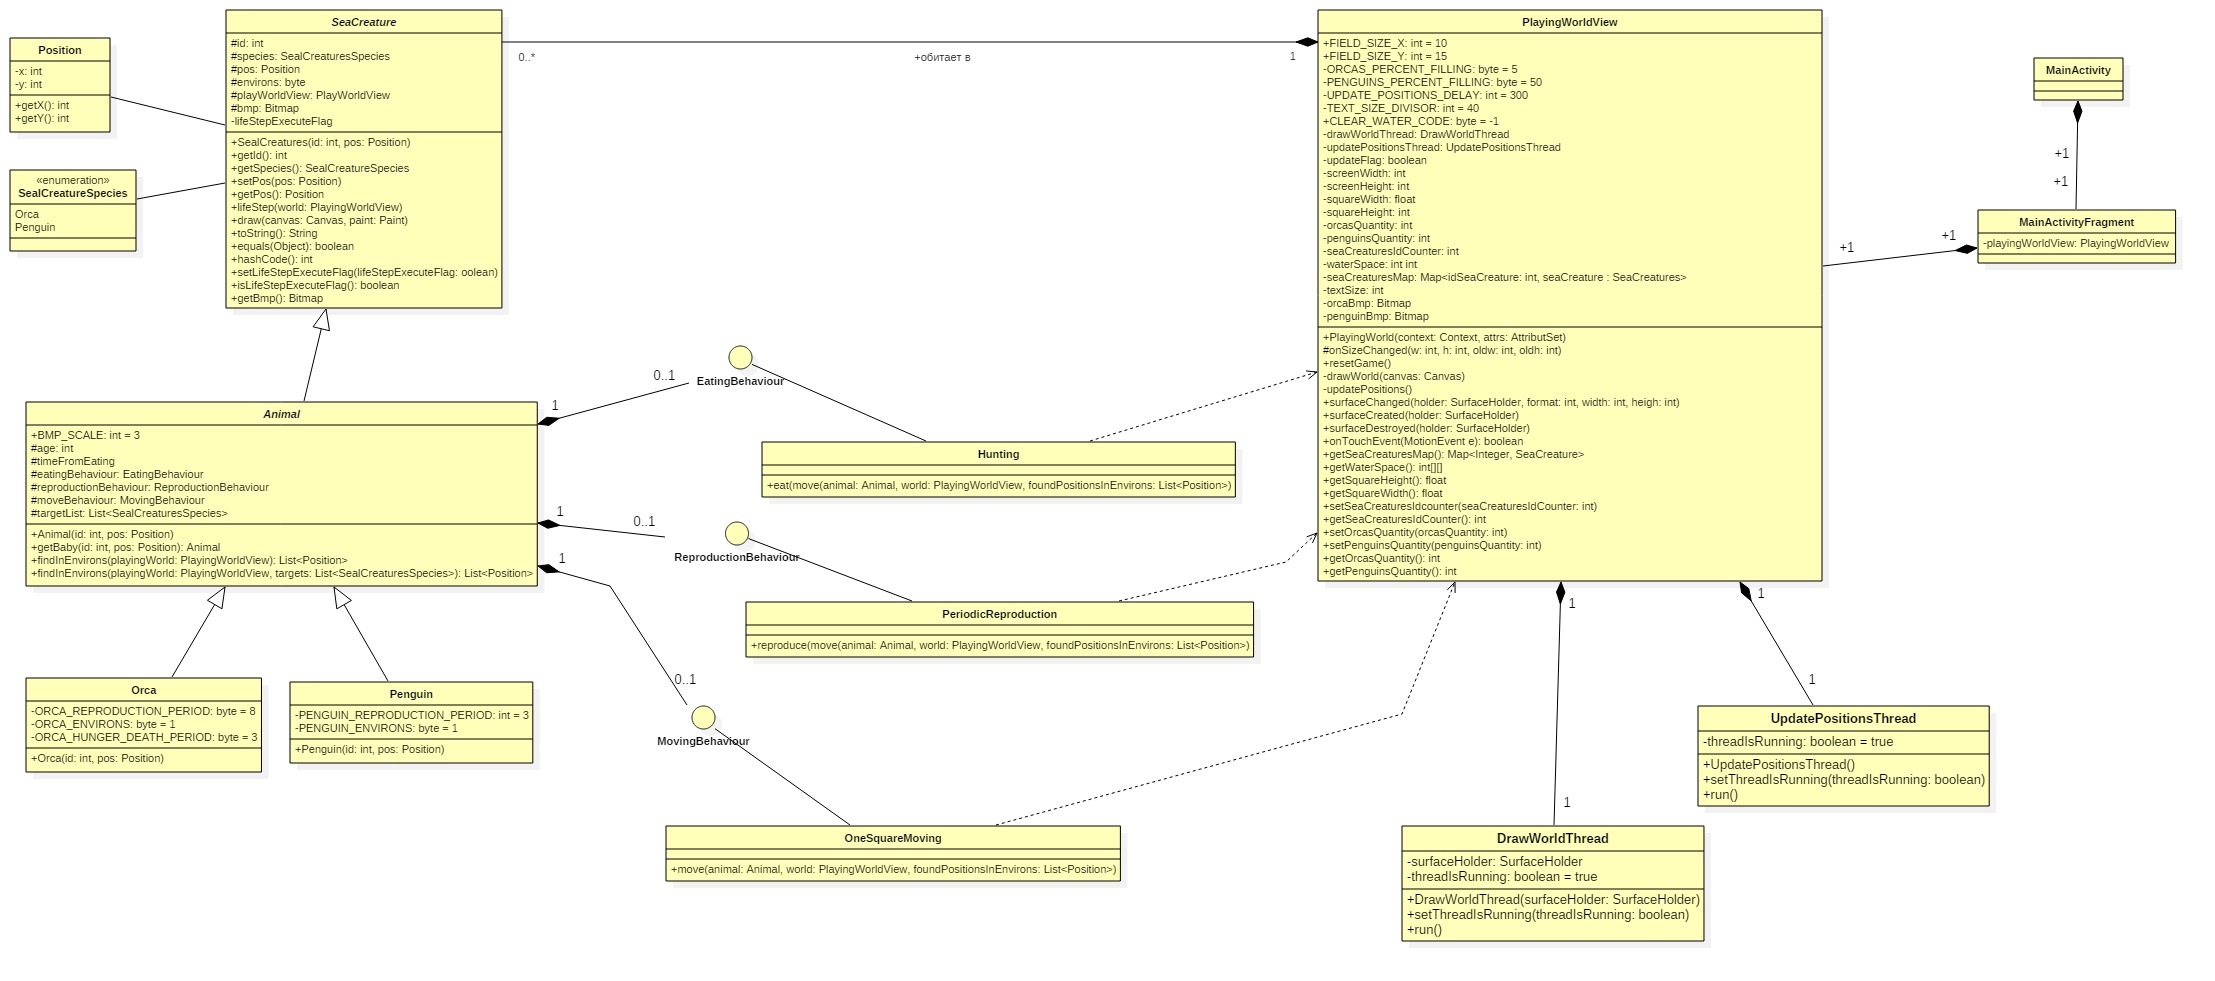 Position
-x: int
-y: int
+getX(): int
+getY(): int
«enumeration»
SealCreatureSpecies
Orca
Penguin
SeaCreature
#id: int
#species: SealCreaturesSpecies
#pos: Position
#environs: byte
#playWorldView: PlayWorldView
#bmp: Bitmap
-lifeStepExecuteFlag
+SealCreatures(id: int, pos: Position)
+getId(): int
+getSpecies(): SealCreatureSpecies
+setPos(pos: Position)
+getPos(): Position
+lifeStep(world: PlayingWorldView)
+draw(canvas: Canvas, paint: Paint)
+toString(): String
+equals(Object): boolean
+hashCode(): int
+setLifeStepExecuteFlag(lifeStepExecuteFlag: oolean)
+isLifeStepExecuteFlag(): boolean
+getBmp(): Bitmap
0..*
+обитает в
1
PlayingWorldView
+FIELD_SIZE_X: int = 10
+FIELD_SIZE_Y: int = 15
-ORCAS_PERCENT_FILLING: byte = 5
-PENGUINS_PERCENT_FILLING: byte = 50
-UPDATE_POSITIONS_DELAY: int = 300
-TEXT_SIZE_DIVISOR: int = 40
+CLEAR_WATER_CODE: byte = -1
-drawWorldThread: DrawWorldThread
-updatePositionsThread: UpdatePositionsThread
-updateFlag: boolean
-screenWidth: int
-screenHeight: int
-squareWidth: float
-squareHeight: int
-orcasQuantity: int
-penguinsQuantity: int
-seaCreaturesIdCounter: int
-waterSpace: int int
-seaCreaturesMap: Map<idSeaCreature: int, seaCreature : SeaCreatures>
-textSize: int
-orcaBmp: Bitmap
-penguinBmp: Bitmap
+PlayingWorld(context: Context, attrs: AttributSet)
#onSizeChanged(w: int, h: int, oldw: int, oldh: int)
+resetGame()
-drawWorld(canvas: Canvas)
-updatePositions()
+surfaceChanged(holder: SurfaceHolder, format: int, width: int, heigh: int)
+surfaceCreated(holder: SurfaceHolder)
+surfaceDestroyed(holder: SurfaceHolder)
+onTouchEvent(MotionEvent e): boolean
+getSeaCreaturesMap(): Map<Integer, SeaCreature>
+getWaterSpace(): int[][]
+getSquareHeight(): float
+getSquareWidth(): float
+setSeaCreaturesIdcounter(seaCreaturesIdCounter: int)
+getSeaCreaturesIdCounter(): int
+setOrcasQuantity(orcasQuantity: int)
+setPenguinsQuantity(penguinsQuantity: int)
+getOrcasQuantity(): int
+getPenguinsQuantity(): int
MainActivity
+1
+1
MainActivityFragment
-playingWorldView: PlayingWorldView
+1
+1
Animal
+BMP_SCALE: int = 3
#age: int
#timeFromEating
#eatingBehaviour: EatingBehaviour
#reproductionBehaviour: ReproductionBehaviour
#moveBehaviour: MovingBehaviour
#targetList: List<SealCreaturesSpecies>
+Animal(id: int, pos: Position)
+getBaby(id: int, pos: Position): Animal
+findInEnvirons(playingWorld: PlayingWorldView): List<Position>
+findInEnvirons(playingWorld: PlayingWorldView, targets: List<SealCreaturesSpecies>): List<Position>
1
0..1
EatingBehaviour
Hunting
+eat(move(animal: Animal, world: PlayingWorldView, foundPositionsInEnvirons: List<Position>)
1
0..1
ReproductionBehaviour
PeriodicReproduction
+reproduce(move(animal: Animal, world: PlayingWorldView, foundPositionsInEnvirons: List<Position>)
1
0..1
MovingBehaviour
OneSquareMoving
+move(animal: Animal, world: PlayingWorldView, foundPositionsInEnvirons: List<Position>)
Orca
-ORCA_REPRODUCTION_PERIOD: byte = 8
-ORCA_ENVIRONS: byte = 1
-ORCA_HUNGER_DEATH_PERIOD: byte = 3
+Orca(id: int, pos: Position)
Penguin
-PENGUIN_REPRODUCTION_PERIOD: int = 3
-PENGUIN_ENVIRONS: byte = 1
+Penguin(id: int, pos: Position)
1
1
DrawWorldThread
-surfaceHolder: SurfaceHolder
-threadIsRunning: boolean = true
+DrawWorldThread(surfaceHolder: SurfaceHolder)
+setThreadIsRunning(threadIsRunning: boolean)
+run()
1
1
UpdatePositionsThread
-threadIsRunning: boolean = true
+UpdatePositionsThread()
+setThreadIsRunning(threadIsRunning: boolean)
+run()